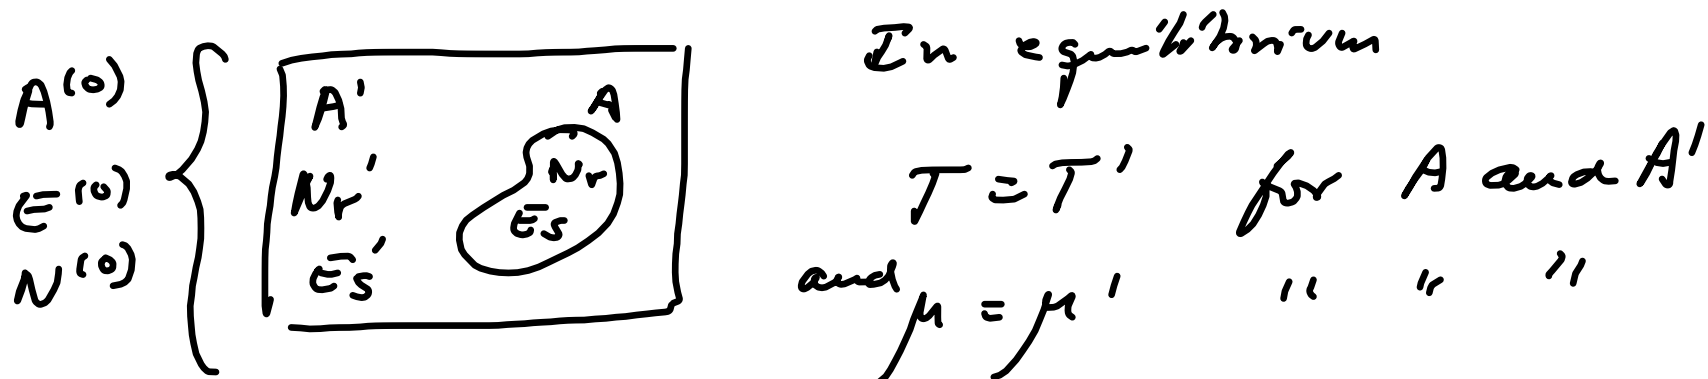 A^(0)
E^(0)
N^(0)
A'
N_r'
E_s'
A
N_r
E_s
In equilibrium
T = T' for A and A'
and μ = μ' " " "